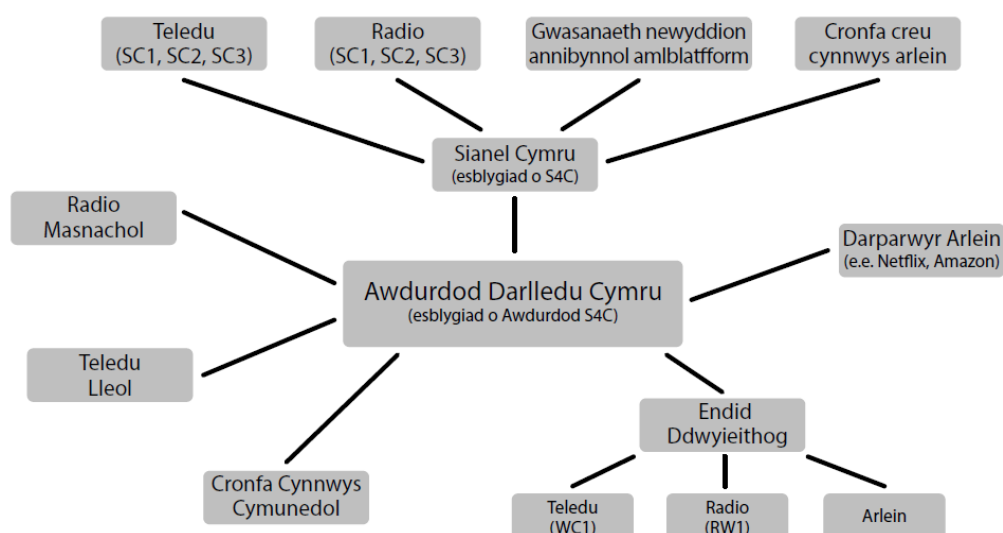 Teledu
(SC1, SC2, SC3)
Radio
(SC1, SC2, SC3)
Gwasanaeth newyddion
annibynnol amlblatfform
Cronfa creu
cynnwys arlein
Sianel Cymru
(esblygiad o S4C)
Radio
Masnachol
Darparwyr Arlein
(e.e. Netflix, Amazon)
Awdurdod Darlledu Cymru
(esblygiad o Awdurdod S4C)
Teledu
Lleol
Endid
Ddwyieithog
Cronfa Cynnwys
Cymunedol
Teledu
(WC1)
Radio
(RW1)
Arlein